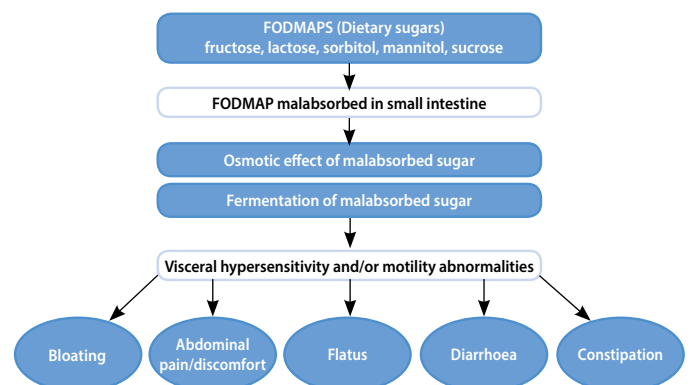 FODMAPS (Dietary sugars)
fructose, lactose, sorbitol, mannitol, sucrose
FODMAP malabsorbed in small intestine
Osmotic effect of malabsorbed sugar
Fermentation of malabsorbed sugar
Visceral hypersensitivity and/or motility abnormalities
Bloating
Abdominal
pain/discomfort
Flatus
Diarrhoea
Constipation